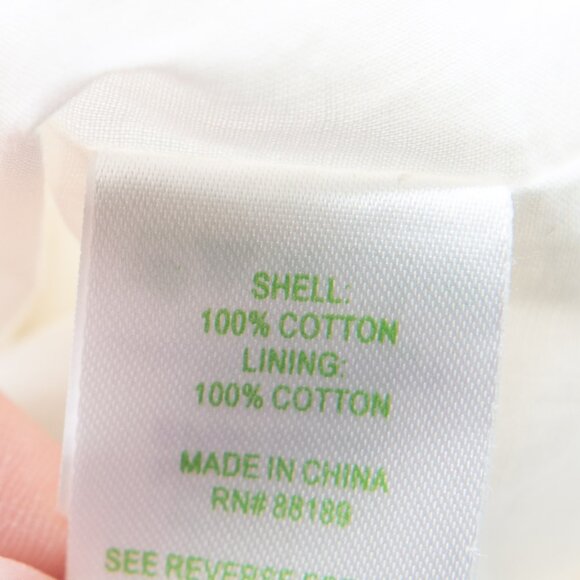 SHELL:
100% COTTON
LINING:
100% COTTON
MADE IN CHINA
RN# 88189
SEE REVERSE